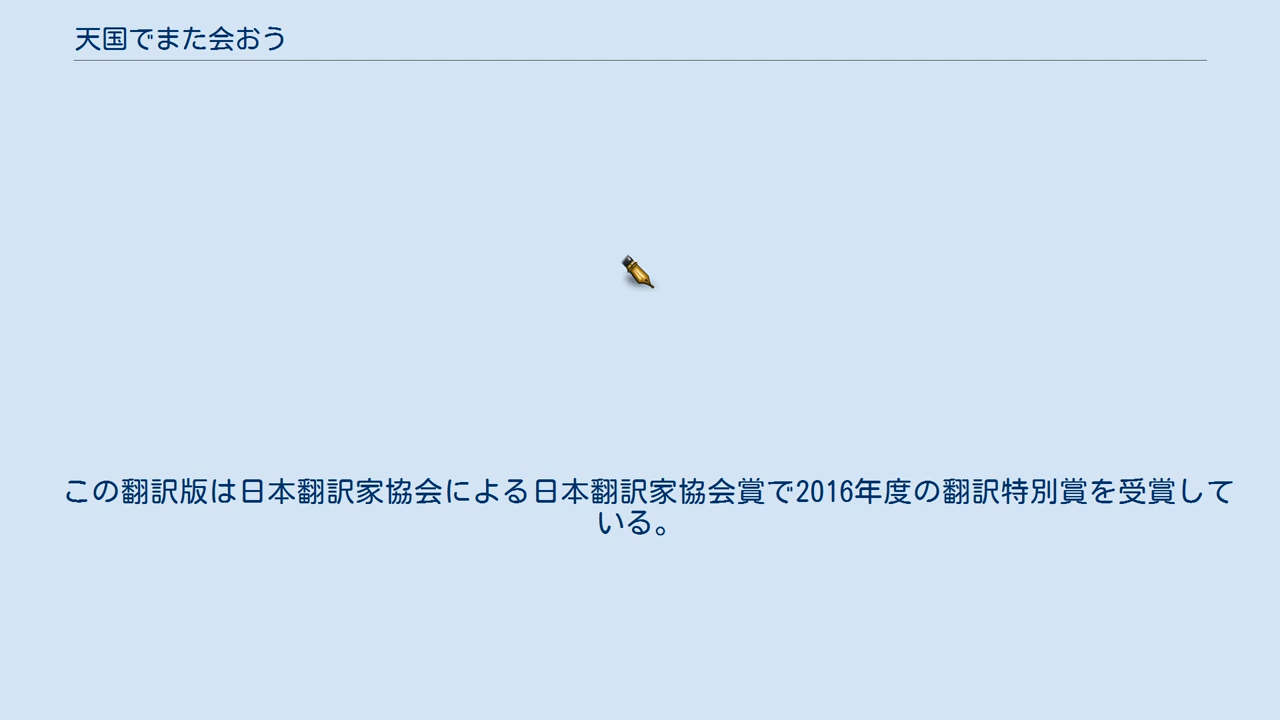 天国でまた会おう
この翻訳版は日本翻訳家協会による日本翻訳家協会賞で2016年度の翻訳特別賞を受賞して
いる。